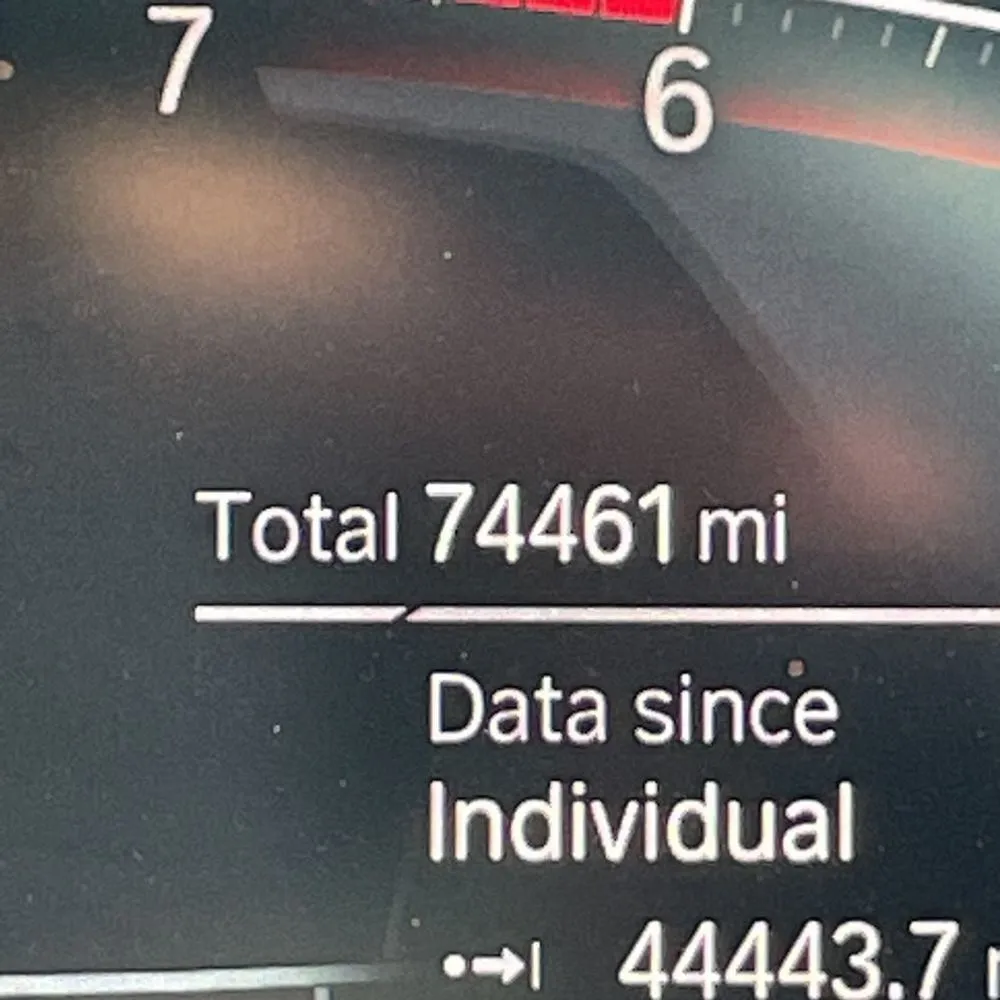 7
6
Total 74461 mi
Data since
Individual
44443.7